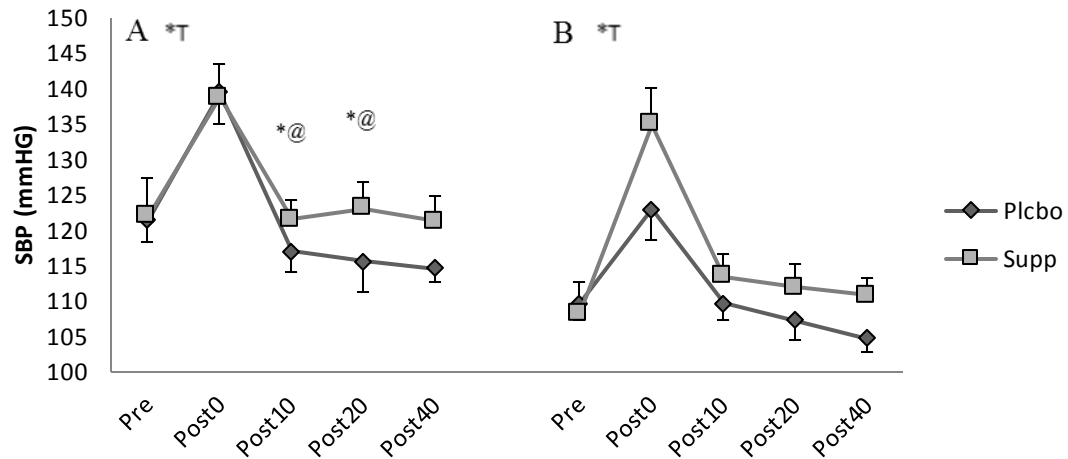 A *T
B *T
*@
*@
SBP (mmHG)
150
145
140
135
130
125
120
115
110
105
100
Pre
Post0
Post10
Post20
Post40
Pre
Post0
Post10
Post20
Post40
Plcbo
Supp